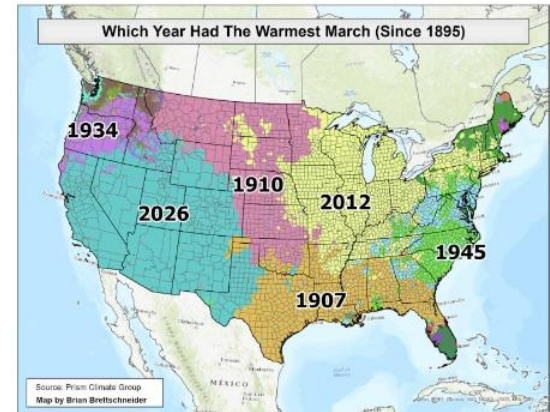 Which Year Had The Warmest March (Since 1895)
1934
1910
2026
2012
1945
1907
MÉXICO
Source: Prism Climate Group
Map by Brian Brettschneider